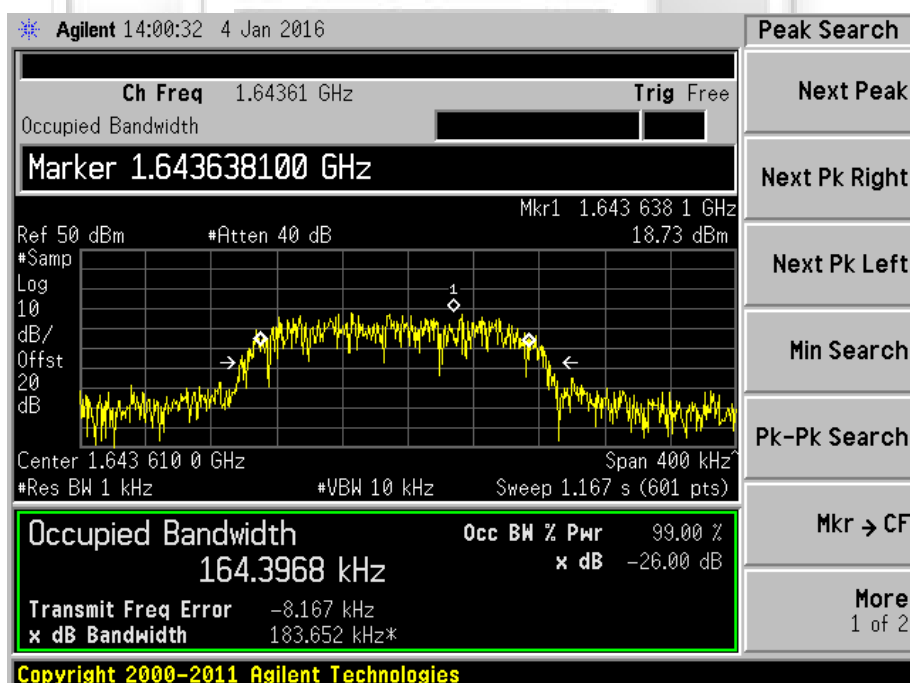 Agilent 14:00:32 4 Jan 2016
Peak Search
Ch Freq 1.64361 GHz Trig Free
Occupied Bandwidth
Marker 1.643638100 GHz
Mkr1 1.643 638 1 GHz
Ref 50 dBm #Atten 40 dB 18.73 dBm
#Samp
Log
10
dB/
Offst
20
dB
1
Center 1.643 610 0 GHz Span 400 kHz^
#Res BW 1 kHz #VBW 10 kHz Sweep 1.167 s (601 pts)
Occupied Bandwidth
164.3968 kHz
Occ BW % Pwr 99.00 %
x dB -26.00 dB
Transmit Freq Error -8.167 kHz
x dB Bandwidth 183.652 kHz*
Next Peak
Next Pk Right
Next Pk Left
Min Search
Pk-Pk Search
Mkr → CF
More
1 of 2
Copyright 2000-2011 Agilent Technologies